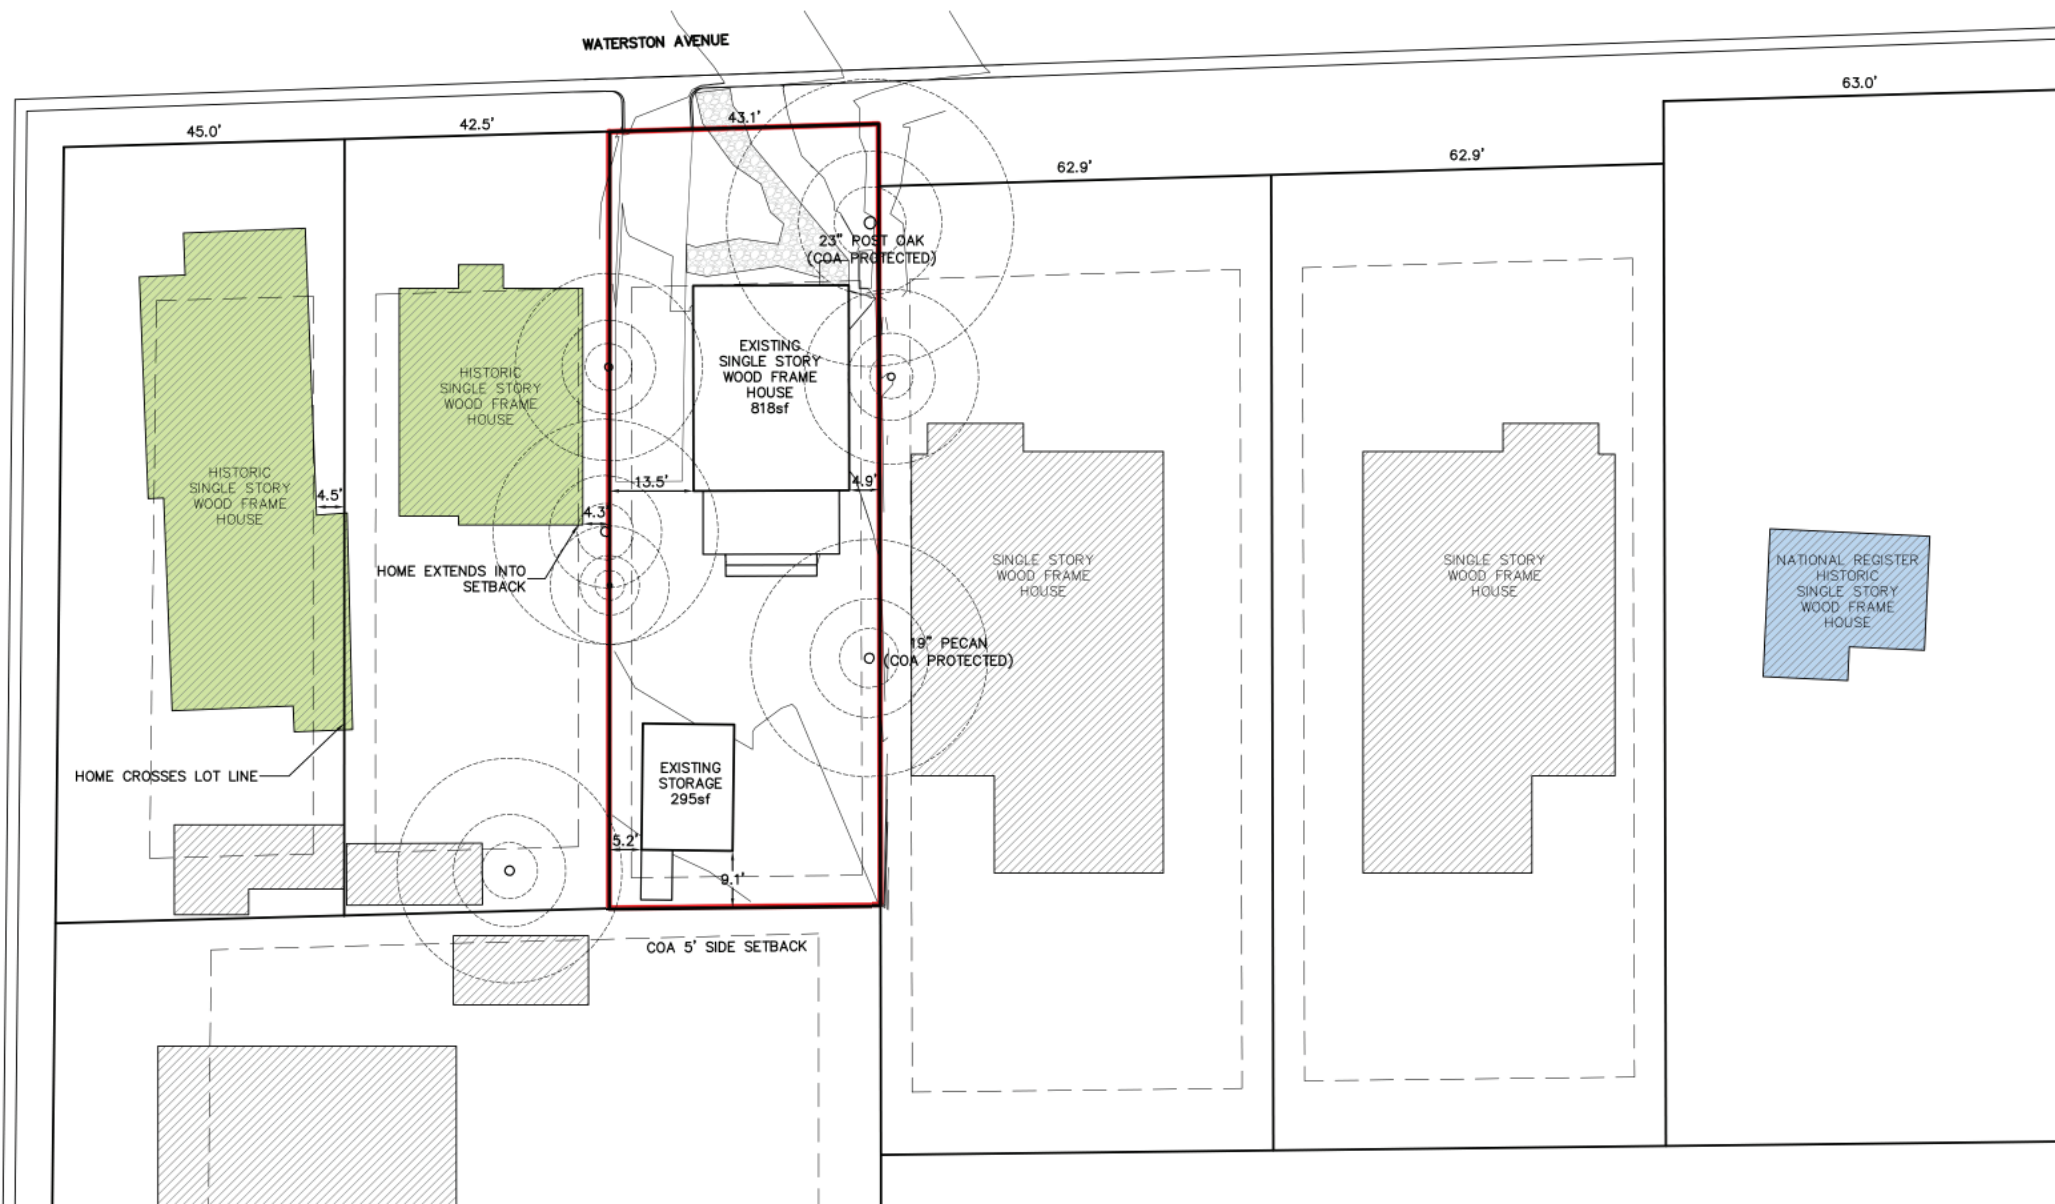 WATERSTON AVENUE
45.0'
42.5'
43.1'
62.9'
62.9'
63.0'
23" POST OAK
(COA PROTECTED)
EXISTING
SINGLE STORY
WOOD FRAME
HOUSE
818sf
HISTORIC
SINGLE STORY
WOOD FRAME
HOUSE
HISTORIC
SINGLE STORY
WOOD FRAME
HOUSE
4.5'
13.5'
4.9'
4.3'
HOME EXTENDS INTO
SETBACK
SINGLE STORY
WOOD FRAME
HOUSE
SINGLE STORY
WOOD FRAME
HOUSE
NATIONAL REGISTER
HISTORIC
SINGLE STORY
WOOD FRAME
HOUSE
19" PECAN
(COA PROTECTED)
HOME CROSSES LOT LINE
EXISTING
STORAGE
295sf
5.2'
9.1'
COA 5' SIDE SETBACK